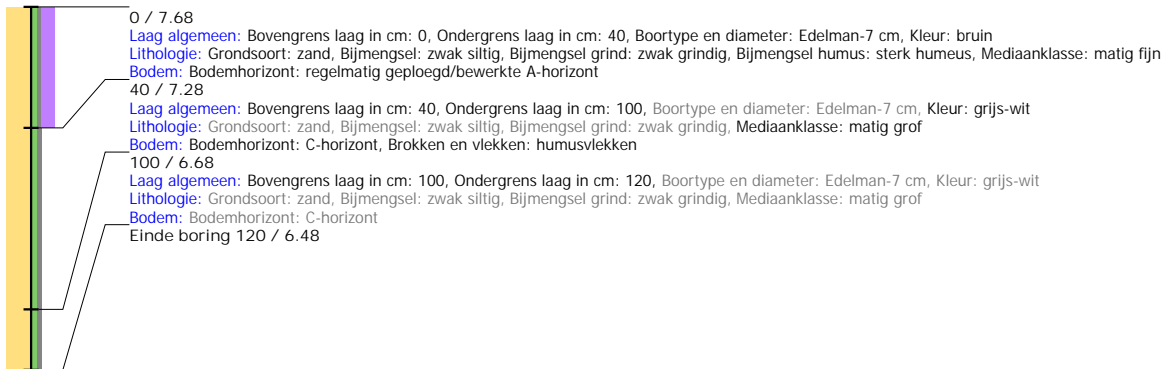 0 / 7.68
Laag algemeen: Bovengrens laag in cm: 0, Ondergrens laag in cm: 40, Boortype en diameter: Edelman-7 cm, Kleur: bruin
Lithologie: Grondsoort: zand, Bijmengsel: zwak siltig, Bijmengsel grind: zwak grindig, Bijmengsel humus: sterk humeus, Mediaanklasse: matig fijn
Bodem: Bodemhorizont: regelmatig geploegd/bewerkte A-horizont
40 / 7.28
Laag algemeen: Bovengrens laag in cm: 40, Ondergrens laag in cm: 100, Boortype en diameter: Edelman-7 cm, Kleur: grijs-wit
Lithologie: Grondsoort: zand, Bijmengsel: zwak siltig, Bijmengsel grind: zwak grindig, Mediaanklasse: matig grof
Bodem: Bodemhorizont: C-horizont, Brokken en vlekken: humusvlekken
100 / 6.68
Laag algemeen: Bovengrens laag in cm: 100, Ondergrens laag in cm: 120, Boortype en diameter: Edelman-7 cm, Kleur: grijs-wit
Lithologie: Grondsoort: zand, Bijmengsel: zwak siltig, Bijmengsel grind: zwak grindig, Mediaanklasse: matig grof
Bodem: Bodemhorizont: C-horizont
Einde boring 120 / 6.48